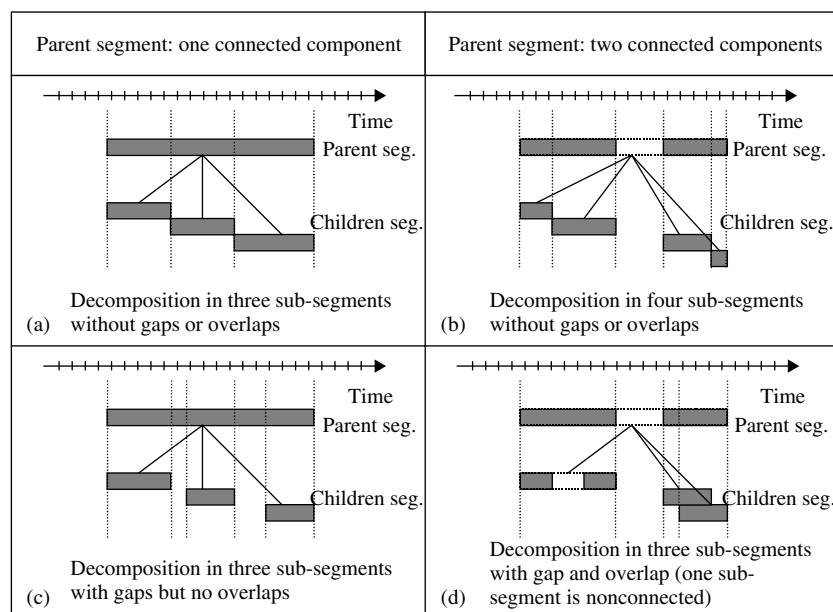 Parent segment: one connected component
Parent segment: two connected components
Time
Parent seg.
Children seg.
(a) Decomposition in three sub-segments
without gaps or overlaps
Time
Parent seg.
Children seg.
(b) Decomposition in four sub-segments
without gaps or overlaps
Time
Parent seg.
Children seg.
(c) Decomposition in three sub-segments
with gaps but no overlaps
Time
Parent seg.
Children seg.
Decomposition in three sub-segments
with gap and overlap (one sub-
(d) segment is nonconnected)